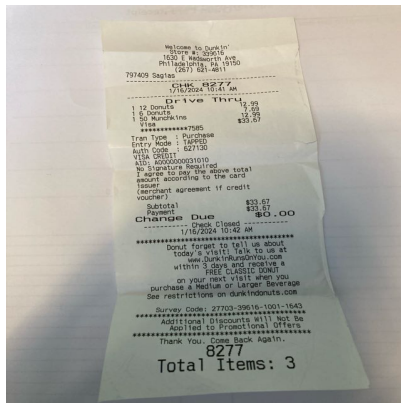 Welcome to Dunkin'
Store #: 339616
1630 E Wadsworth Ave
Philadelphia, PA 19150
(267) 621-4811
797409 Sagias
CHK 8277
1/16/2024 10:41 AM
Drive Thru
1 12 Donuts 12.99
1 6 Donuts 7.69
1 50 Munchkins 12.99
Visa $33.67
************7585
Tran Type : Purchase
Entry Mode : TAPPED
Auth Code : 627130
VISA CREDIT
AID: A0000000031010
No Signature Required
I agree to pay the above total
amount according to the card
issuer
(merchant agreement if credit
voucher)
Subtotal $33.67
Payment $33.67
Change Due $0.00
---------- Check Closed ----------
1/16/2024 10:42 AM
Donut forget to tell us about
today's visit! Talk to us at
www.DunkinRunsOnYou.com
within 3 days and receive a
FREE CLASSIC DONUT
on your next visit when you
purchase a Medium or Larger Beverage
See restrictions on dunkindonuts.com
Survey Code: 27703-39616-1001-1643
Additional Discounts Will Not Be
Applied to Promotional Offers
Thank You. Come Back Again.
8277
Total Items: 3